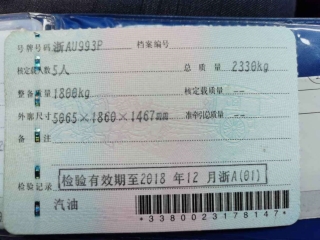 号牌号码 浙AU993P 档案编号
核定载人数 5人 总质量 2330kg
整备质量 1800kg 核定载质量 --
外廓尺寸 5065×1860×1467mm 准牵引总质量 --
备注
检验有效期至2018年12月浙A(01)
检验记录
汽油
*3380023178147*